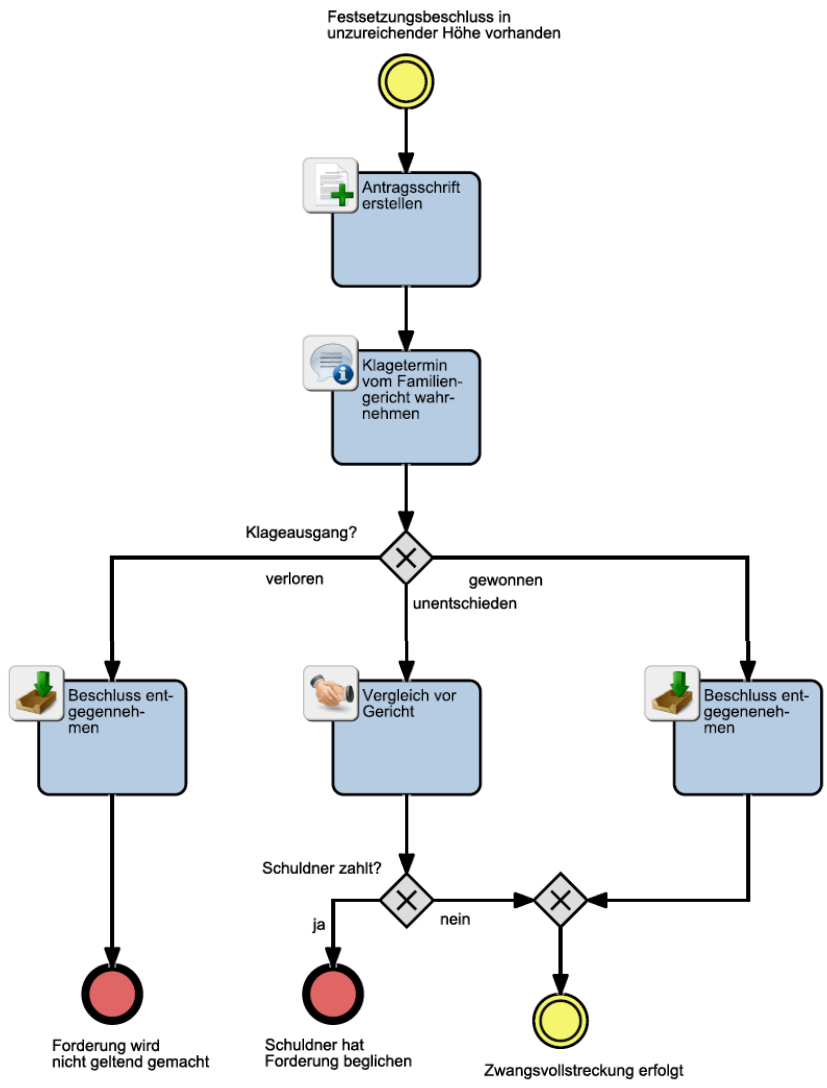 Festsetzungsbeschluss in
unzureichender Höhe vorhanden
Antragsschrift
erstellen
Klagetermin
vom Familien-
gericht wahr-
nehmen
Klageausgang?
verloren
gewonnen
unentschieden
Beschluss ent-
gegenneh-
men
Vergleich vor
Gericht
Beschluss ent-
gegeneneh-
men
Schuldner zahlt?
ja
nein
Forderung wird
nicht geltend gemacht
Schuldner hat
Forderung beglichen
Zwangsvollstreckung erfolgt